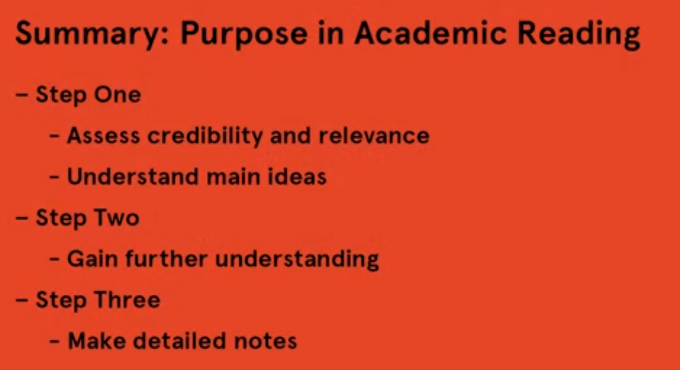 Summary: Purpose in Academic Reading
– Step One
– Assess credibility and relevance
– Understand main ideas
– Step Two
– Gain further understanding
– Step Three
– Make detailed notes